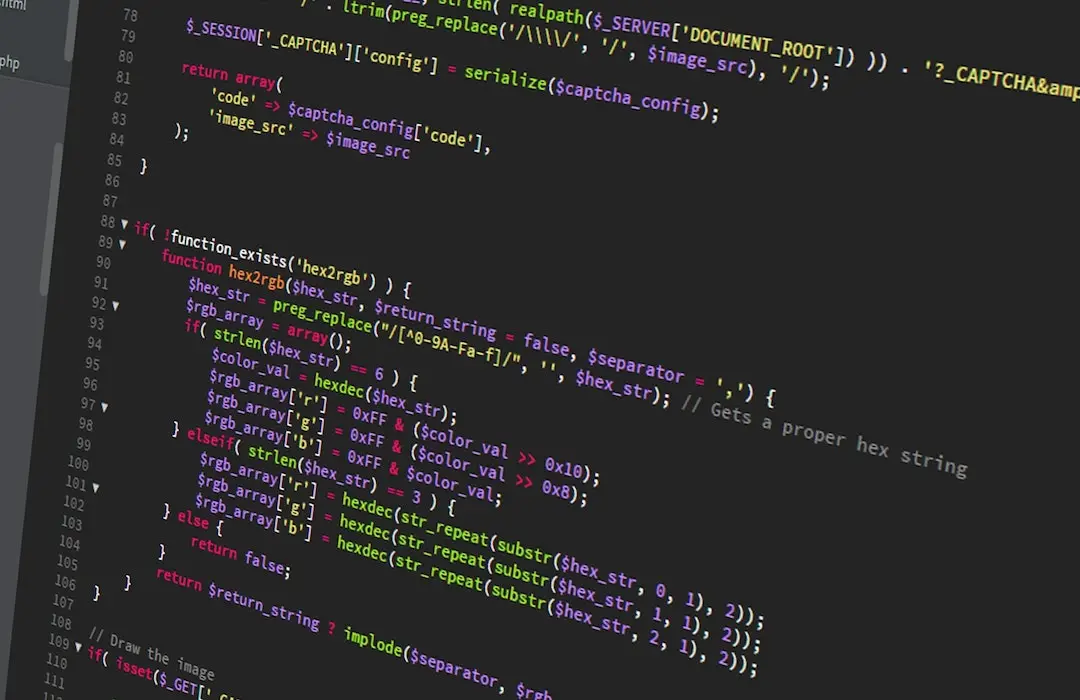 html
php
strlen( realpath($_SERVER['DOCUMENT_ROOT']) )) . '?_CAPTCHA&amp
. ltrim(preg_replace('/\\\\/', '/', $image_src), '/');
78
79 $_SESSION['_CAPTCHA']['config'] = serialize($captcha_config);
80
81 return array(
82 'code' => $captcha_config['code'],
83 'image_src' => $image_src
84 );
85 }
86
87
88 if( !function_exists('hex2rgb') ) {
89 function hex2rgb($hex_str, $return_string = false, $separator = ',') {
90 $hex_str = preg_replace("/[^0-9A-Fa-f]/", '', $hex_str); // Gets a proper hex string
91 $rgb_array = array();
92 if( strlen($hex_str) == 6 ) {
93 $color_val = hexdec($hex_str);
94 $rgb_array['r'] = 0xFF & ($color_val >> 0x10);
95 $rgb_array['g'] = 0xFF & ($color_val >> 0x8);
96 $rgb_array['b'] = 0xFF & $color_val;
97 } elseif( strlen($hex_str) == 3 ) {
98 $rgb_array['r'] = hexdec(str_repeat(substr($hex_str, 0, 1), 2));
99 $rgb_array['g'] = hexdec(str_repeat(substr($hex_str, 1, 1), 2));
100 $rgb_array['b'] = hexdec(str_repeat(substr($hex_str, 2, 1), 2));
101 } else {
102 return false;
103 }
104 return $return_string ? implode($separator, $rgb
105 }
106 }
107
108 // Draw the image
109 if( isset($_GET['
110
111